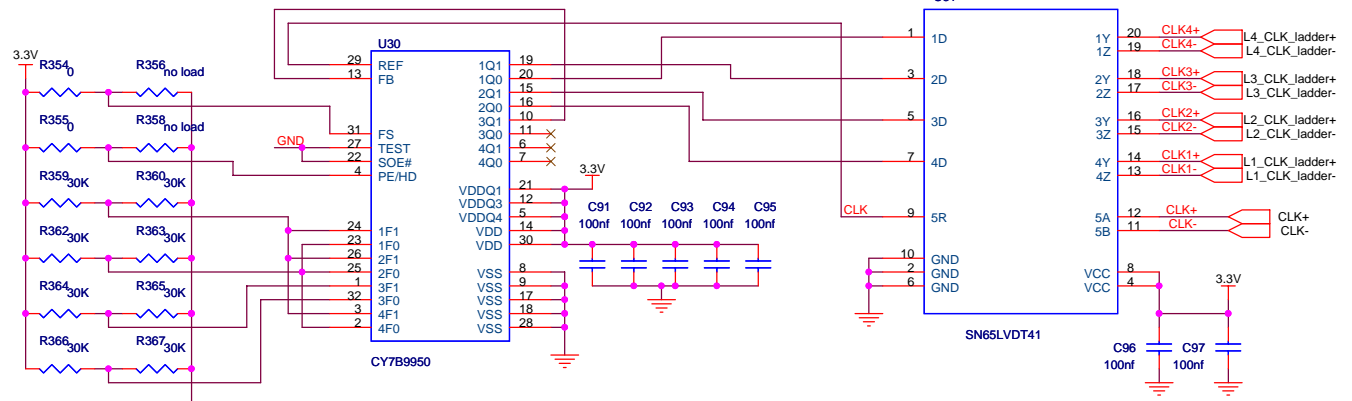 3.3V
R354 0
R356 no load
R355 0
R358 no load
R359 30K
R360 30K
R362 30K
R363 30K
R364 30K
R365 30K
R366 30K
R367 30K
GND
U30
29 REF
13 FB
31 FS
27 TEST
22 SOE#
4 PE/HD
24 1F1
23 1F0
26 2F1
25 2F0
1 3F1
32 3F0
3 4F1
2 4F0
1Q1 19
1Q0 20
2Q1 15
2Q0 16
3Q1 10
3Q0 11
4Q1 6
4Q0 7
VDDQ1 21
VDDQ3 12
VDDQ4 5
VDD 14
VDD 30
VSS 8
VSS 9
VSS 17
VSS 18
VSS 28
CY7B9950
3.3V
C91 100nf
C92 100nf
C93 100nf
C94 100nf
C95 100nf
CLK
1 1D
3 2D
5 3D
7 4D
9 5R
10 GND
2 GND
6 GND
1Y 20 CLK4+ L4_CLK_ladder+
1Z 19 CLK4- L4_CLK_ladder-
2Y 18 CLK3+ L3_CLK_ladder+
2Z 17 CLK3- L3_CLK_ladder-
3Y 16 CLK2+ L2_CLK_ladder+
3Z 15 CLK2- L2_CLK_ladder-
4Y 14 CLK1+ L1_CLK_ladder+
4Z 13 CLK1- L1_CLK_ladder-
5A 12 CLK+ CLK+
5B 11 CLK- CLK-
VCC 8
VCC 4
SN65LVDT41
3.3V
C96 100nf
C97 100nf